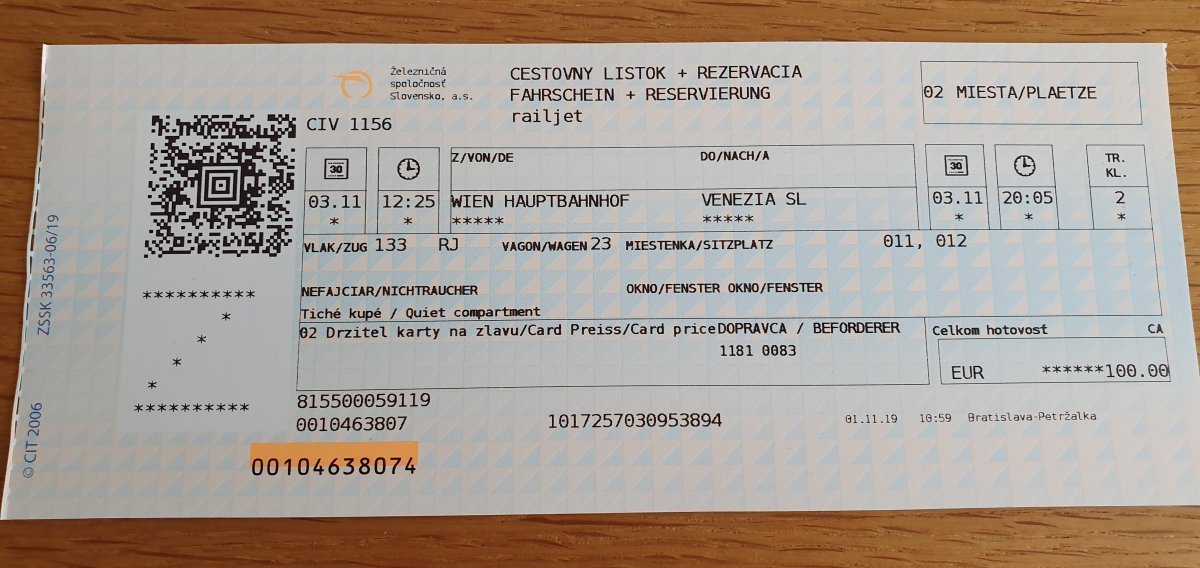 Železničná
spoločnosť
Slovensko, a.s.
CESTOVNY LISTOK + REZERVACIA
FAHRSCHEIN + RESERVIERUNG
railjet
02 MIESTA/PLAETZE
CIV 1156
30
Z/VON/DE DO/NACH/A
30
TR.
KL.
03.11 12:25 WIEN HAUPTBAHNHOF VENEZIA SL 03.11 20:05 2
* * ***** ***** * * *
VLAK/ZUG 133 RJ VAGON/WAGEN 23 MIESTENKA/SITZPLATZ 011, 012
NEFAJCIAR/NICHTRAUCHER OKNO/FENSTER OKNO/FENSTER
Tiché kupé / Quiet compartment
02 Drzitel karty na zlavu/Card Preiss/Card price DOPRAVCA / BEFORDERER
1181 0083
Celkom hotovost CA
EUR ******100.00
**********
*
*
*
*
**********
815500059119
0010463807 1017257030953894 01.11.19 10:59 Bratislava-Petržalka
00104638074
© CIT 2006 ZSSK 33563-06/19